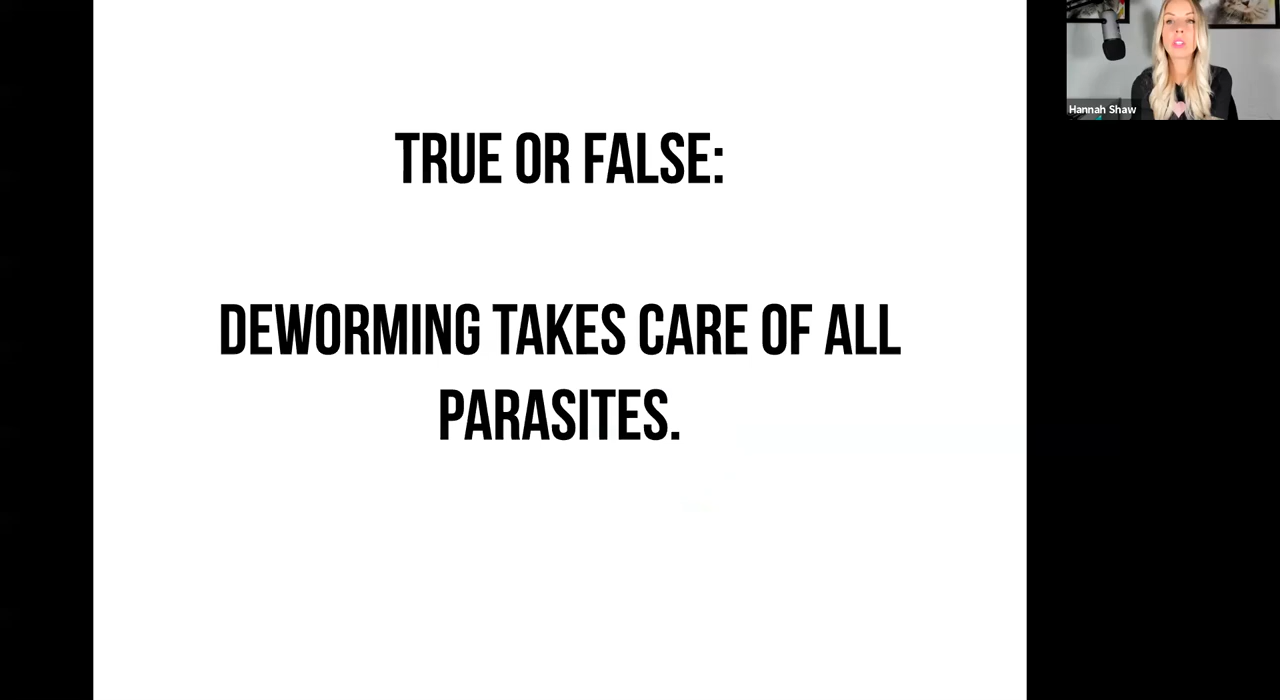 TRUE OR FALSE:
DEWORMING TAKES CARE OF ALL
PARASITES.
Hannah Shaw